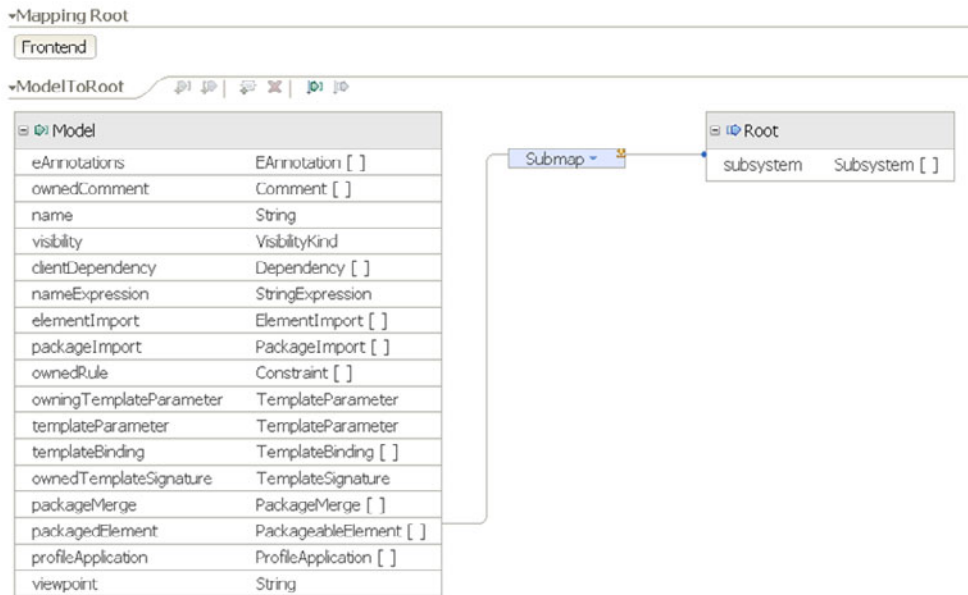 Mapping Root
Frontend
ModelToRoot
Model
eAnnotations EAnnotation [ ]
ownedComment Comment [ ]
name String
visibility VisibilityKind
clientDependency Dependency [ ]
nameExpression StringExpression
elementImport ElementImport [ ]
packageImport PackageImport [ ]
ownedRule Constraint [ ]
owningTemplateParameter TemplateParameter
templateParameter TemplateParameter
templateBinding TemplateBinding [ ]
ownedTemplateSignature TemplateSignature
packageMerge PackageMerge [ ]
packagedElement PackageableElement [ ]
profileApplication ProfileApplication [ ]
viewpoint String
Submap
Root
subsystem Subsystem [ ]